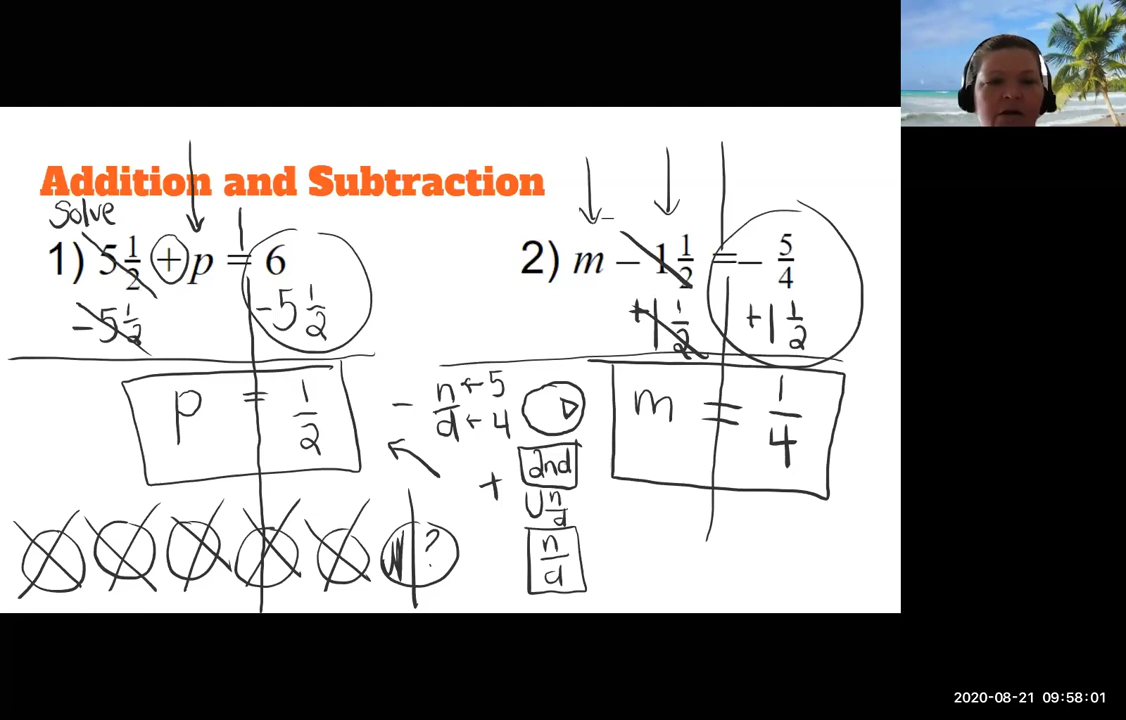 Addition and Subtraction
Solve
1) 5 1/2 + p = 6
- 5 1/2 - 5 1/2
p = 1/2
?
2) m - 1 1/2 = - 5/4
+ 1 1/2 + 1 1/2
m = 1/4
- n/d ← 5
← 4
+ 2nd
U n/d
n/d
2020-08-21 09:58:01